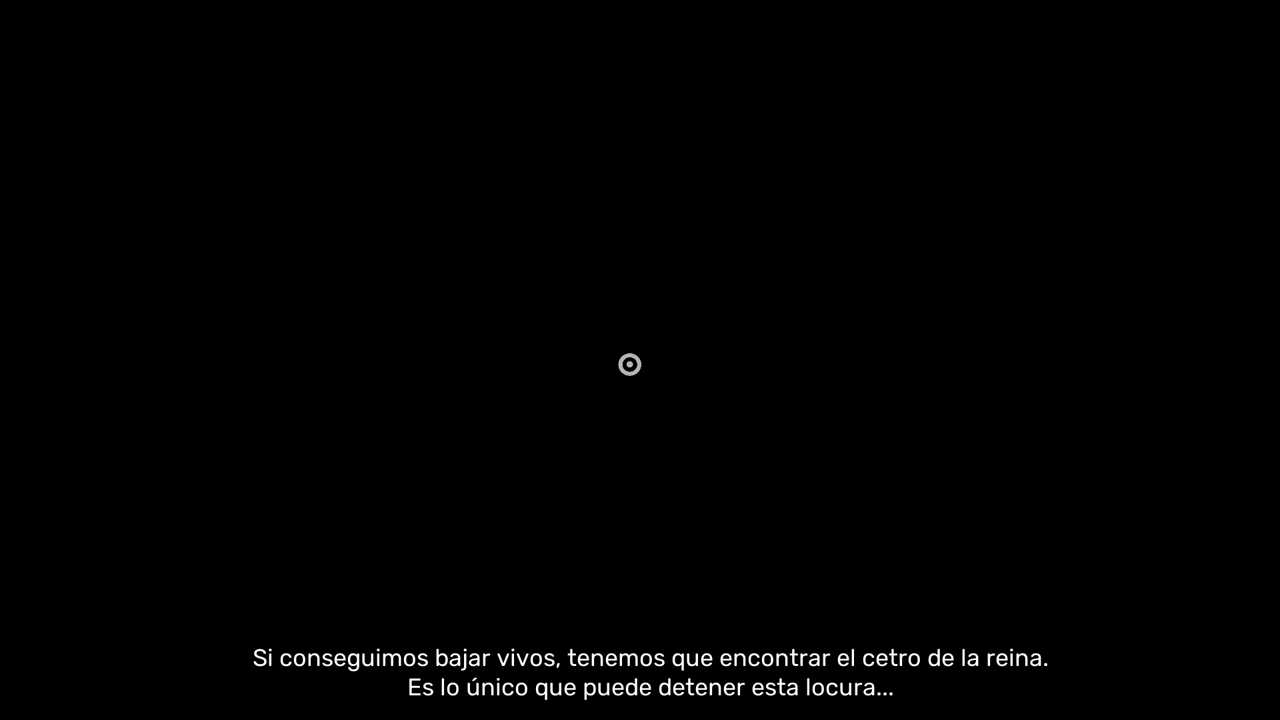 Si conseguimos bajar vivos, tenemos que encontrar el cetro de la reina.
Es lo único que puede detener esta locura...